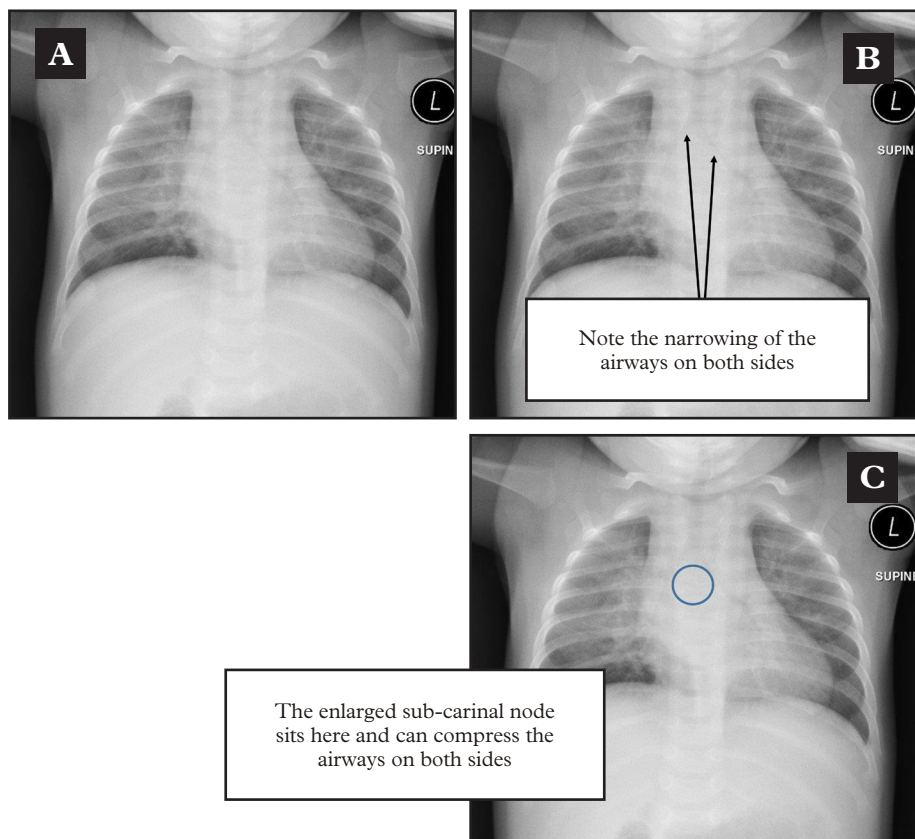 A
L
SUPIN
B
L
SUPIN
Note the narrowing of the
airways on both sides
C
L
SUPINE
The enlarged sub-carinal node
sits here and can compress the
airways on both sides